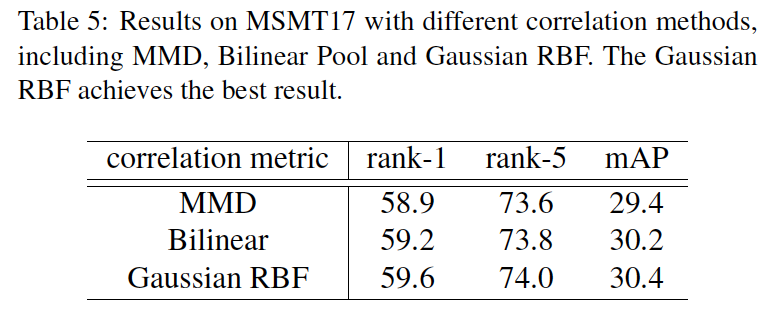 Table 5: Results on MSMT17 with different correlation methods,
including MMD, Bilinear Pool and Gaussian RBF. The Gaussian
RBF achieves the best result.
correlation metric rank-1 rank-5 mAP
MMD 58.9 73.6 29.4
Bilinear 59.2 73.8 30.2
Gaussian RBF 59.6 74.0 30.4